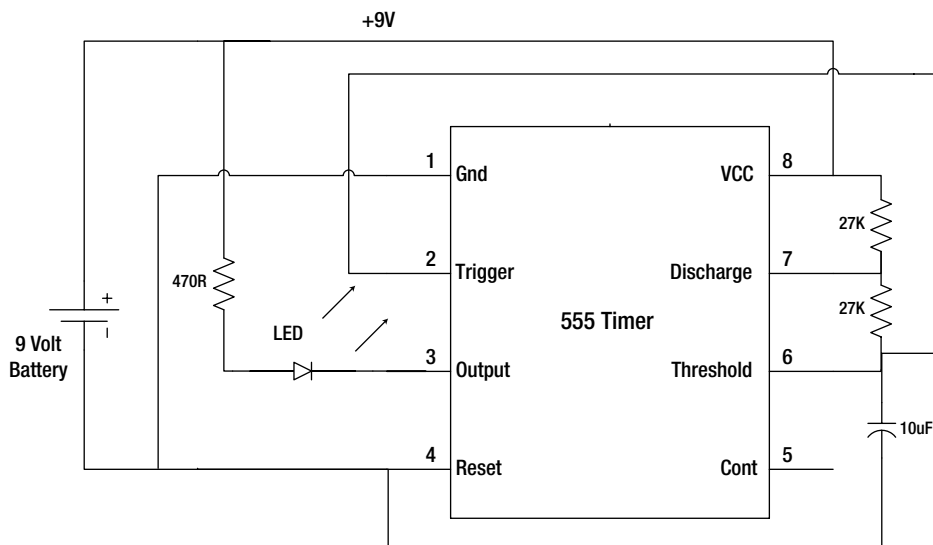 +9V
1
Gnd
VCC
8
27K
2
Trigger
Discharge
7
470R
27K
555 Timer
LED
+
–
9 Volt
Battery
3
Output
Threshold
6
10uF
4
Reset
Cont
5